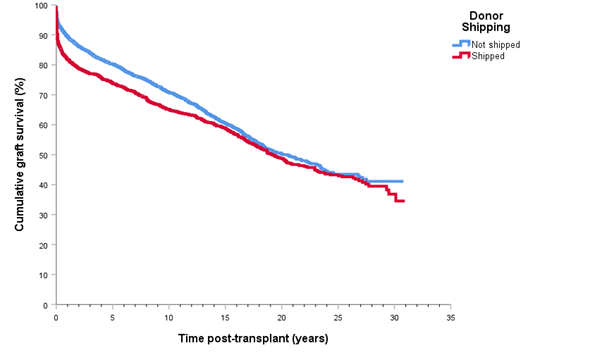 Donor
Shipping
Not shipped
Shipped
Cumulative graft survival (%)
100
90
80
70
60
50
40
30
20
10
0
0 5 10 15 20 25 30 35
Time post-transplant (years)